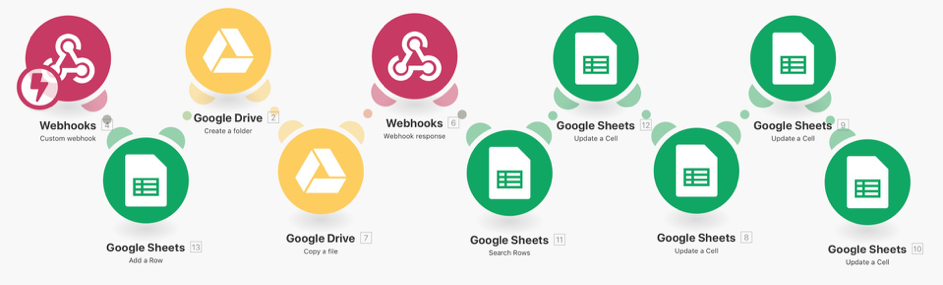 Webhooks 4
Custom webhook
Google Sheets 13
Add a Row
Google Drive 2
Create a folder
Google Drive 7
Copy a file
Webhooks 6
Webhook response
Google Sheets 11
Search Rows
Google Sheets 12
Update a Cell
Google Sheets 8
Update a Cell
Google Sheets 9
Update a Cell
Google Sheets 10
Update a Cell